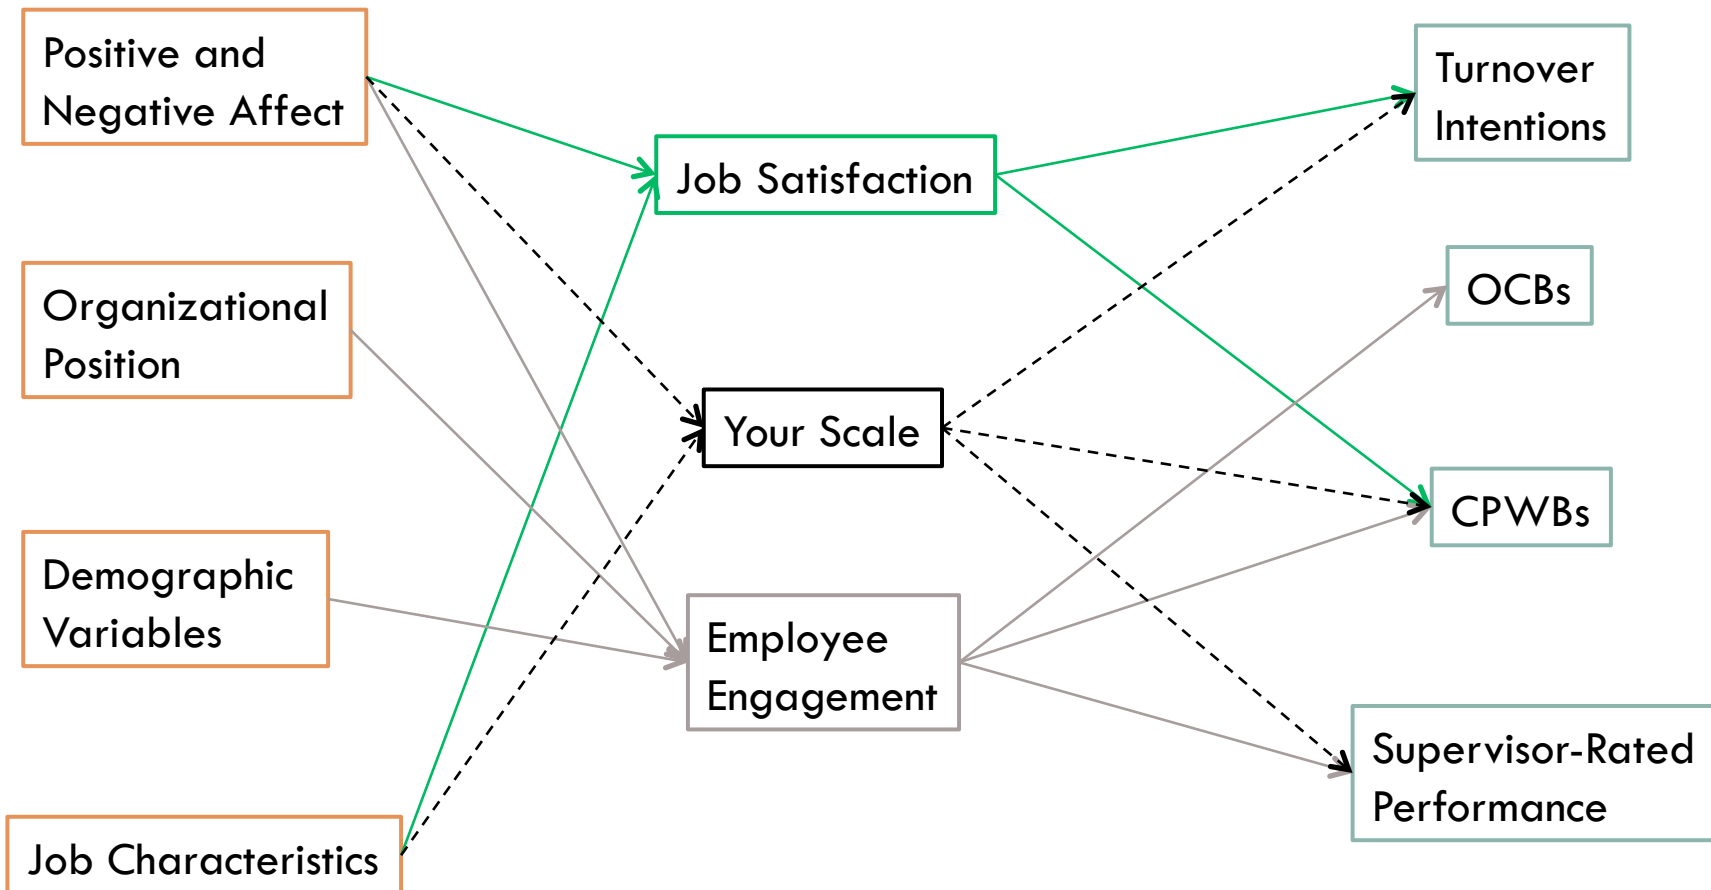 Positive and
Negative Affect
Organizational
Position
Demographic
Variables
Job Characteristics
Job Satisfaction
Your Scale
Employee
Engagement
Turnover
Intentions
OCBs
CPWBs
Supervisor-Rated
Performance